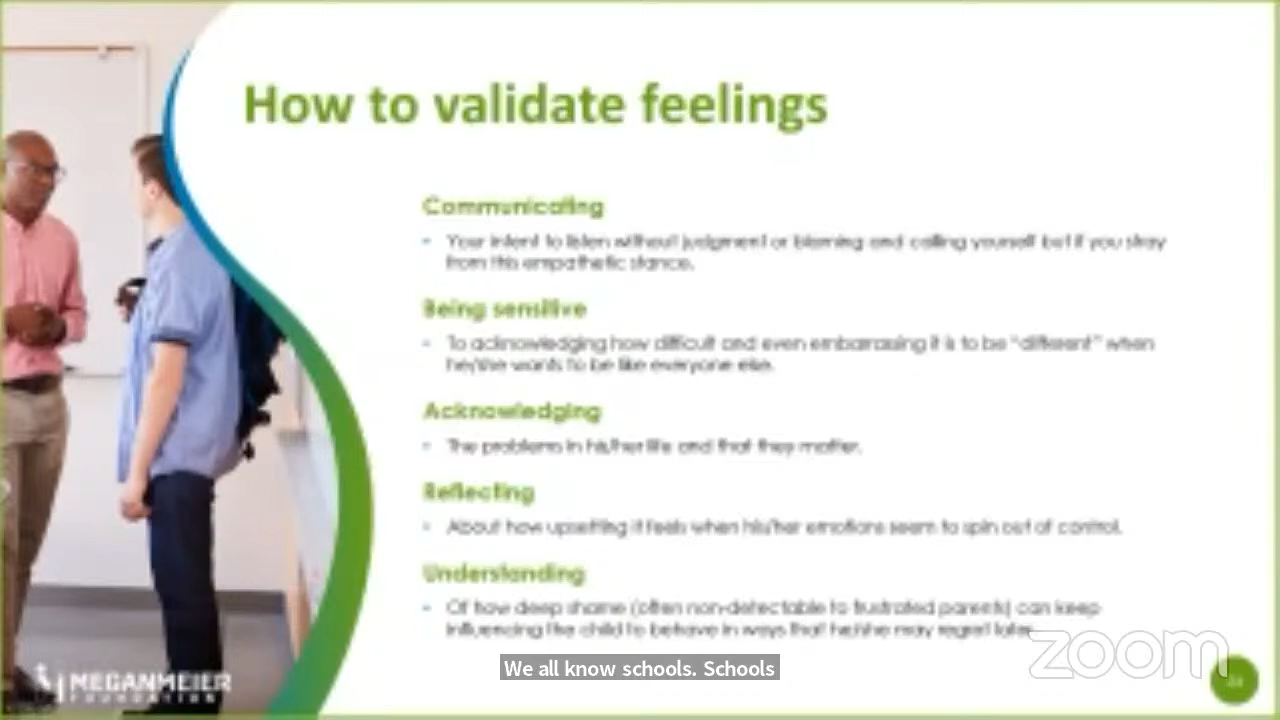 How to validate feelings
Communicating
Your intent to listen without judgment or blaming and calling yourself but if you stray
from this empathetic stance.
Being sensitive
To acknowledging how difficult and even embarrassing it is to be "different" when
he/she wants to be like everyone else.
Acknowledging
The problems in his/her life and that they matter.
Reflecting
About how upsetting it feels when his/her emotions seem to spin out of control.
Understanding
Of how deep shame (often non-detectable to frustrated parents) can keep
influencing the child to behave in ways that he/she may regret later.
We all know schools. Schools
zoom
MEGANMEIER
FOUNDATION